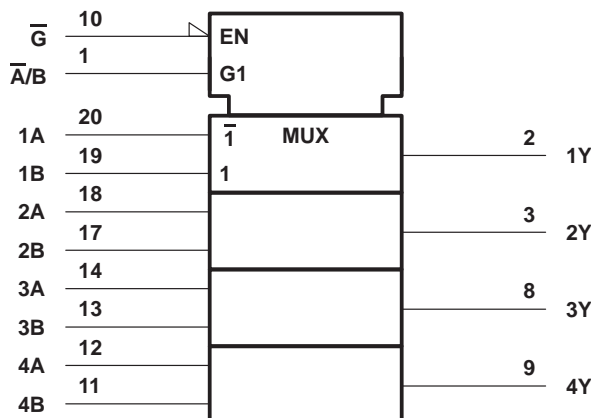 G̅ 10 EN
A̅/B 1 G1
1A 20 1̅ MUX 2 1Y
1B 19 1
2A 18 3 2Y
2B 17
3A 14 8 3Y
3B 13
4A 12 9 4Y
4B 11